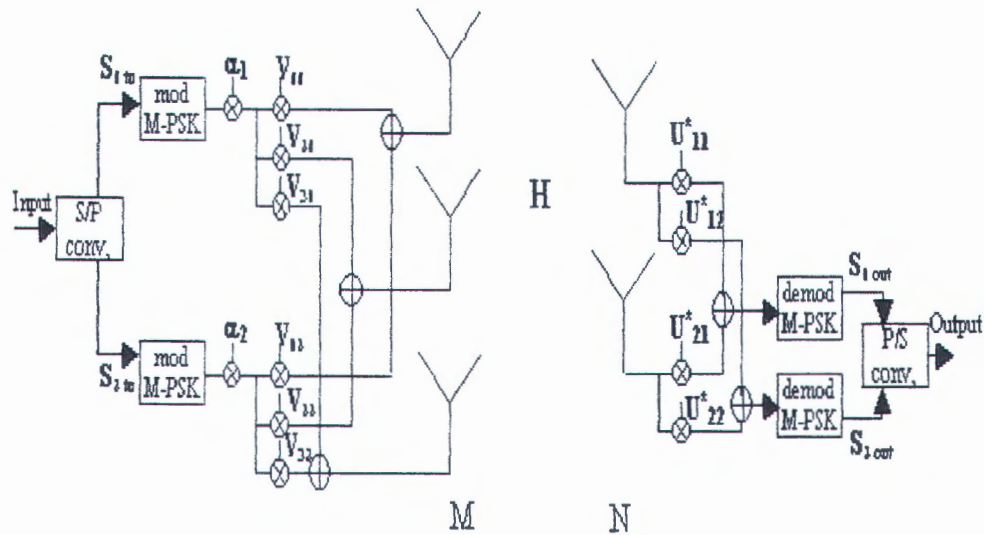 S1 in
mod
M-PSK
α1
V11
V21
V31
Input
S/P
conv.
S2 in
mod
M-PSK
α2
V12
V22
V32
H
U*11
U*12
U*21
U*22
demod
M-PSK
S1 out
demod
M-PSK
S2 out
P/S
conv.
Output
M
N